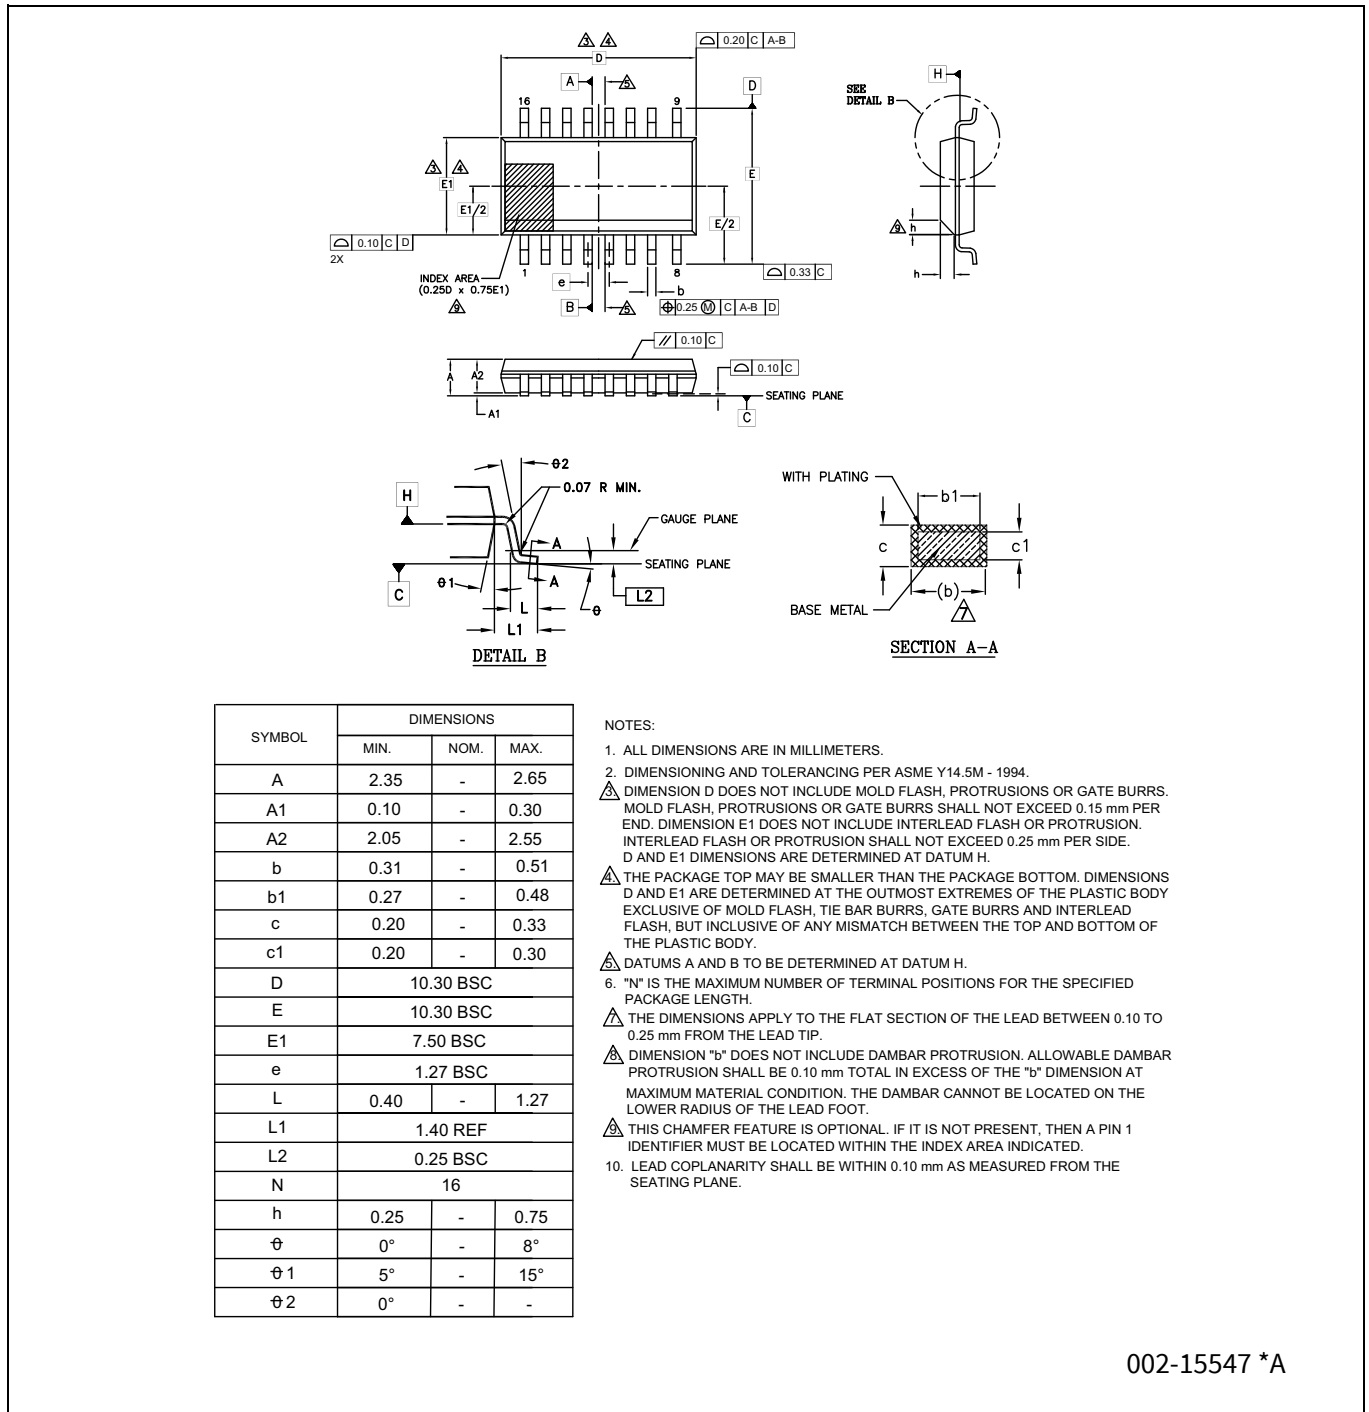 3 4
0.20 C A-B
D
A
5
D
16
9
3 4
E1
E
E1/2
E/2
0.10 C D
2X
INDEX AREA
(0.25D x 0.75E1)
9
1
8
0.33 C
e
b
B
5
0.25 M C A-B D
H
SEE
DETAIL B
9 h
h
// 0.10 C
A
A2
0.10 C
SEATING PLANE
A1
C
θ2
0.07 R MIN.
H
GAUGE PLANE
A
SEATING PLANE
θ1
A
C
L
θ
L2
L1
DETAIL B
WITH PLATING
b1
c
c1
(b)
BASE METAL
7
SECTION A-A
SYMBOL DIMENSIONS
MIN. NOM. MAX.
A 2.35 - 2.65
A1 0.10 - 0.30
A2 2.05 - 2.55
b 0.31 - 0.51
b1 0.27 - 0.48
c 0.20 - 0.33
c1 0.20 - 0.30
D 10.30 BSC
E 10.30 BSC
E1 7.50 BSC
e 1.27 BSC
L 0.40 - 1.27
L1 1.40 REF
L2 0.25 BSC
N 16
h 0.25 - 0.75
θ 0° - 8°
θ1 5° - 15°
θ2 0° - -
NOTES:
1. ALL DIMENSIONS ARE IN MILLIMETERS.
2. DIMENSIONING AND TOLERANCING PER ASME Y14.5M - 1994.
3. DIMENSION D DOES NOT INCLUDE MOLD FLASH, PROTRUSIONS OR GATE BURRS.
MOLD FLASH, PROTRUSIONS OR GATE BURRS SHALL NOT EXCEED 0.15 mm PER
END. DIMENSION E1 DOES NOT INCLUDE INTERLEAD FLASH OR PROTRUSION.
INTERLEAD FLASH OR PROTRUSION SHALL NOT EXCEED 0.25 mm PER SIDE.
D AND E1 DIMENSIONS ARE DETERMINED AT DATUM H.
4. THE PACKAGE TOP MAY BE SMALLER THAN THE PACKAGE BOTTOM. DIMENSIONS
D AND E1 ARE DETERMINED AT THE OUTMOST EXTREMES OF THE PLASTIC BODY
EXCLUSIVE OF MOLD FLASH, TIE BAR BURRS, GATE BURRS AND INTERLEAD
FLASH, BUT INCLUSIVE OF ANY MISMATCH BETWEEN THE TOP AND BOTTOM OF
THE PLASTIC BODY.
5. DATUMS A AND B TO BE DETERMINED AT DATUM H.
6. "N" IS THE MAXIMUM NUMBER OF TERMINAL POSITIONS FOR THE SPECIFIED
PACKAGE LENGTH.
7. THE DIMENSIONS APPLY TO THE FLAT SECTION OF THE LEAD BETWEEN 0.10 TO
0.25 mm FROM THE LEAD TIP.
8. DIMENSION "b" DOES NOT INCLUDE DAMBAR PROTRUSION. ALLOWABLE DAMBAR
PROTRUSION SHALL BE 0.10 mm TOTAL IN EXCESS OF THE "b" DIMENSION AT
MAXIMUM MATERIAL CONDITION. THE DAMBAR CANNOT BE LOCATED ON THE
LOWER RADIUS OF THE LEAD FOOT.
9. THIS CHAMFER FEATURE IS OPTIONAL. IF IT IS NOT PRESENT, THEN A PIN 1
IDENTIFIER MUST BE LOCATED WITHIN THE INDEX AREA INDICATED.
10. LEAD COPLANARITY SHALL BE WITHIN 0.10 mm AS MEASURED FROM THE
SEATING PLANE.
002-15547 *A